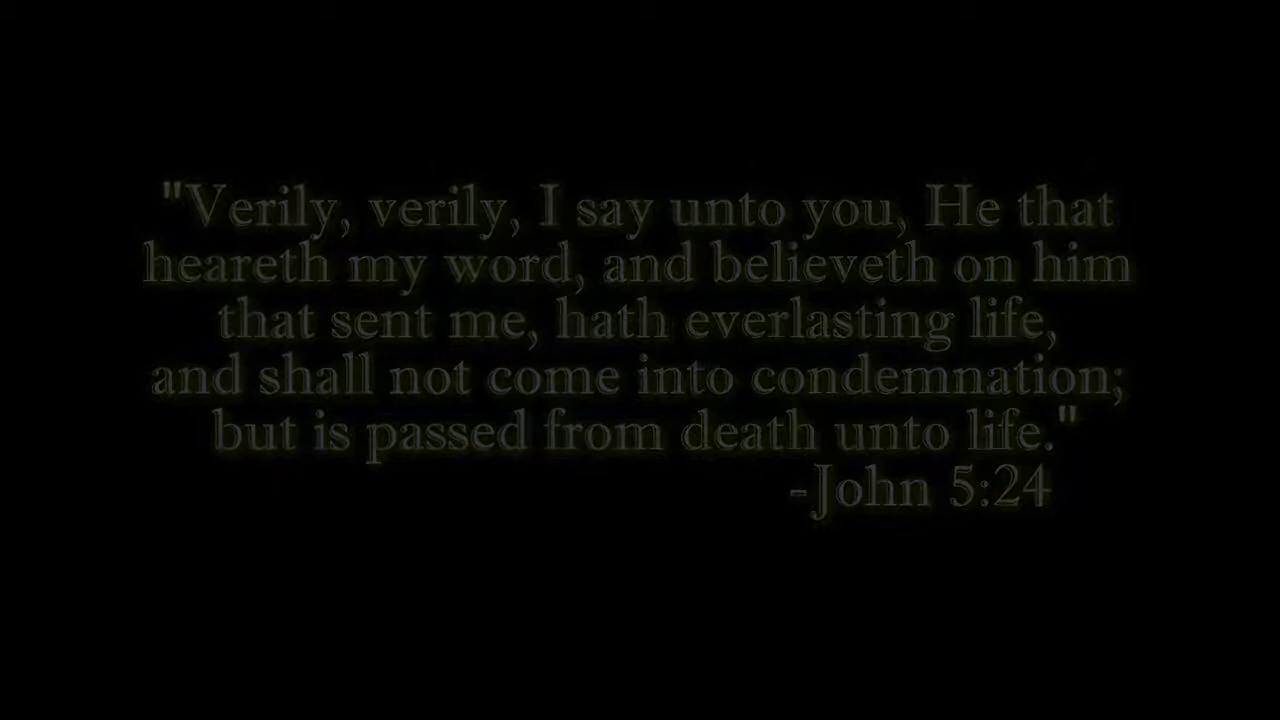 "Verily, verily, I say unto you, He that
heareth my word, and believeth on him
that sent me, hath everlasting life,
and shall not come into condemnation;
but is passed from death unto life."
-John 5:24